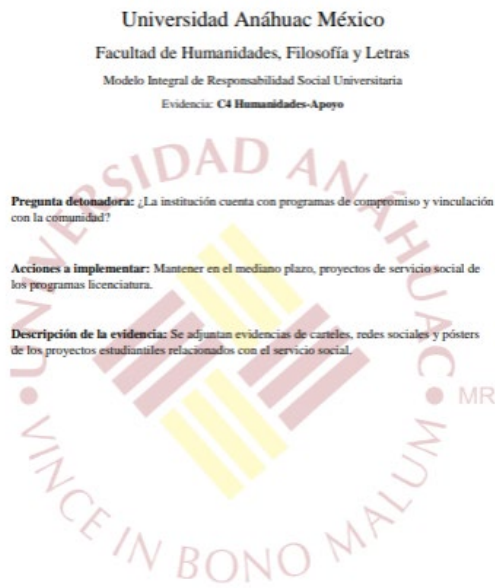 Universidad Anáhuac México
Facultad de Humanidades, Filosofía y Letras
Modelo Integral de Responsabilidad Social Universitaria
Evidencia: C4 Humanidades-Apoyo
Pregunta detonadora: ¿La institución cuenta con programas de compromiso y vinculación
con la comunidad?
Acciones a implementar: Mantener en el mediano plazo, proyectos de servicio social de
los programas licenciatura.
Descripción de la evidencia: Se adjuntan evidencias de carteles, redes sociales y pósters
de los proyectos estudiantiles relacionados con el servicio social.
UNIVERSIDAD ANÁHUAC
VINCE IN BONO MALUM
MR